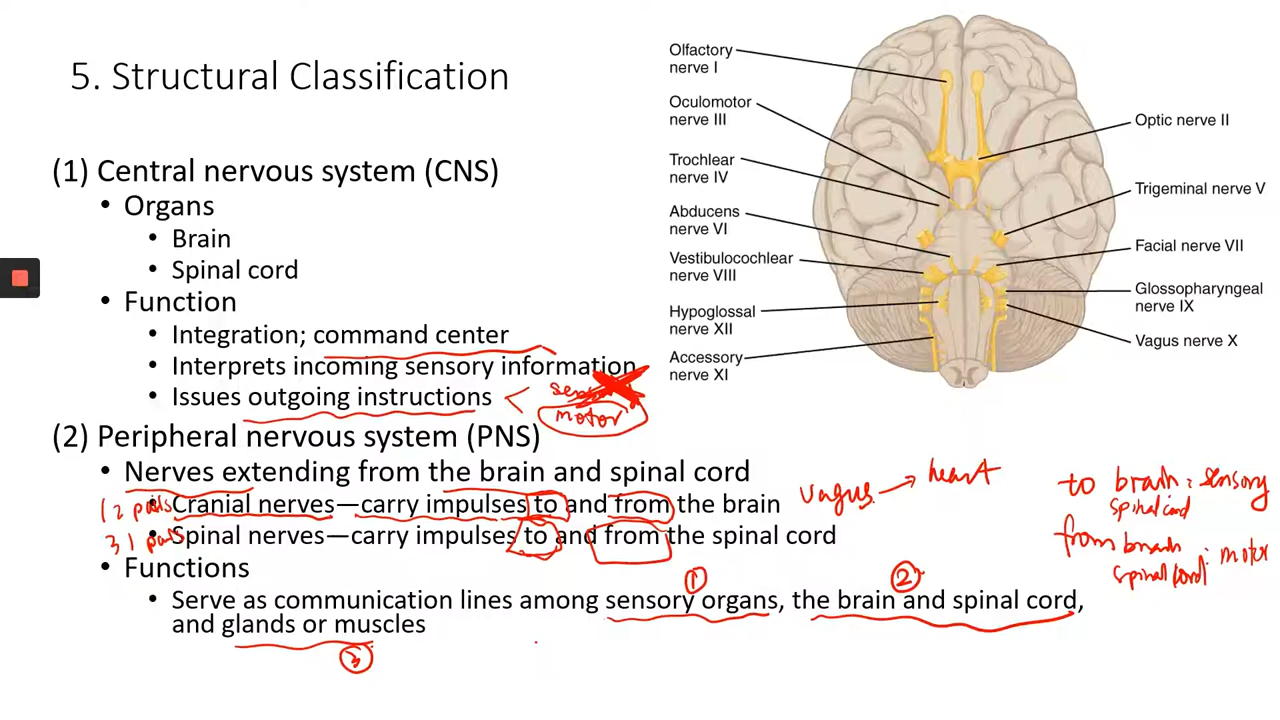 5. Structural Classification
(1) Central nervous system (CNS)
• Organs
• Brain
• Spinal cord
• Function
• Integration; command center
• Interprets incoming sensory information
• Issues outgoing instructions <
motor
(2) Peripheral nervous system (PNS)
• Nerves extending from the brain and spinal cord
12 pairs Cranial nerves—carry impulses to and from the brain
31 pairs Spinal nerves—carry impulses to and from the spinal cord
• Functions
• Serve as communication lines among sensory organs, the brain and spinal cord,
and glands or muscles
1
2
3
vagus → heart
to brain : sensory
spinal cord
from brain : motor
spinal cord
Olfactory
nerve I
Oculomotor
nerve III
Trochlear
nerve IV
Abducens
nerve VI
Vestibulocochlear
nerve VIII
Hypoglossal
nerve XII
Accessory
nerve XI
Optic nerve II
Trigeminal nerve V
Facial nerve VII
Glossopharyngeal
nerve IX
Vagus nerve X